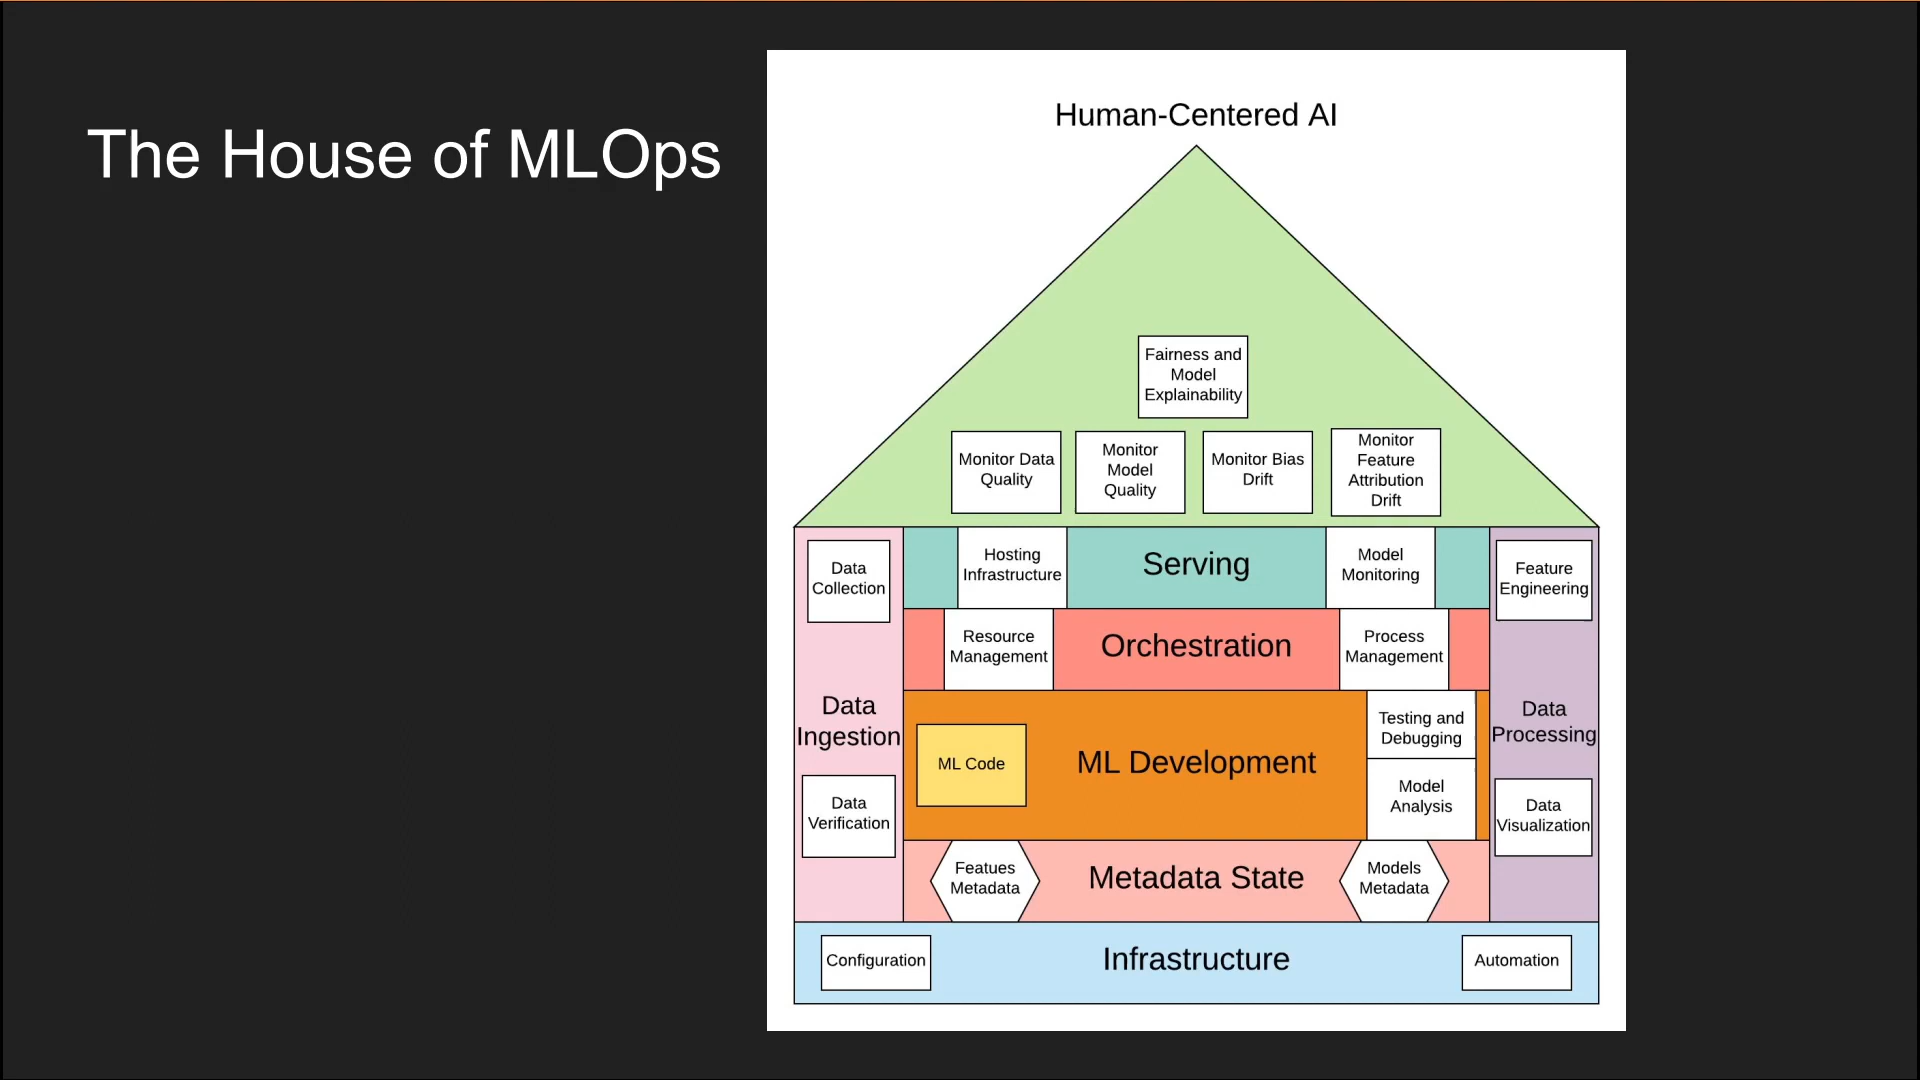 The House of MLOps
Human-Centered AI
Fairness and
Model
Explainability
Monitor Data
Quality
Monitor
Model
Quality
Monitor Bias
Drift
Monitor
Feature
Attribution
Drift
Data
Collection
Data
Ingestion
Data
Verification
Hosting
Infrastructure
Serving
Model
Monitoring
Resource
Management
Orchestration
Process
Management
ML Code
ML Development
Testing and
Debugging
Model
Analysis
Featues
Metadata
Metadata State
Models
Metadata
Feature
Engineering
Data
Processing
Data
Visualization
Configuration
Infrastructure
Automation